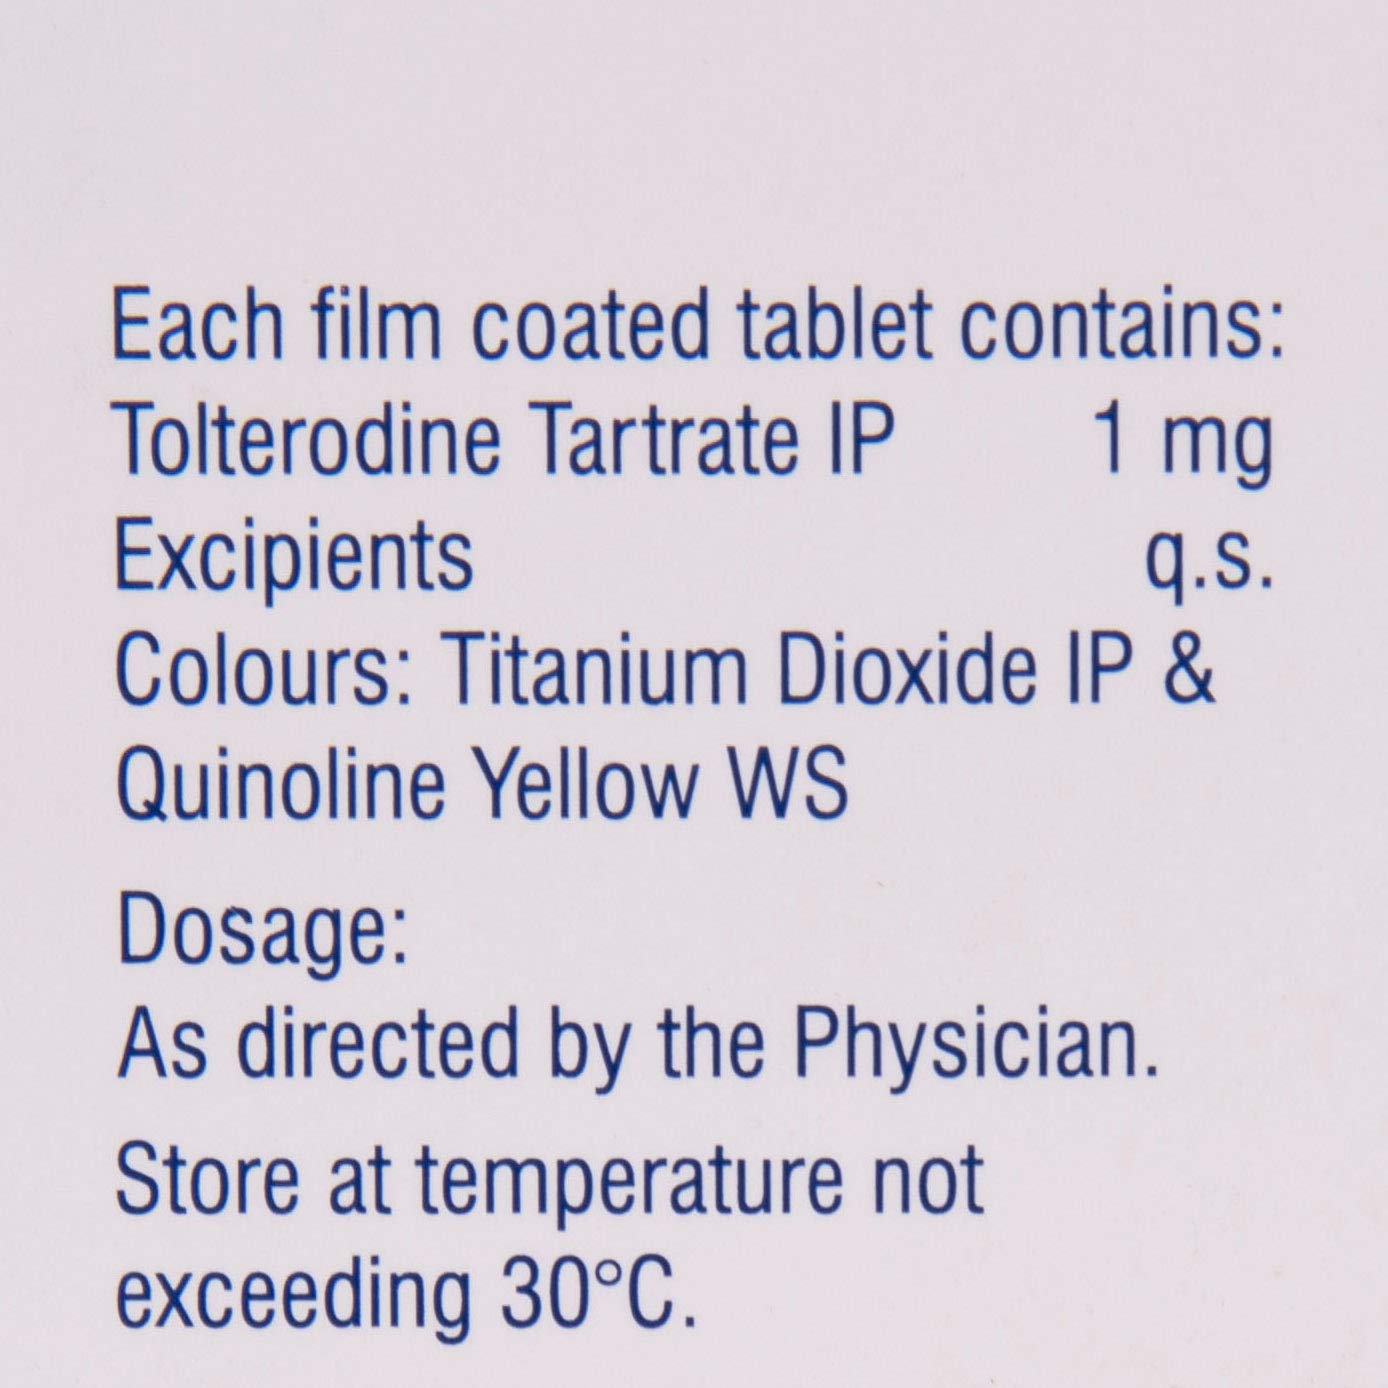 Each film coated tablet contains:
Tolterodine Tartrate IP 1 mg
Excipients q.s.
Colours: Titanium Dioxide IP &
Quinoline Yellow WS
Dosage:
As directed by the Physician.
Store at temperature not
exceeding 30°C.